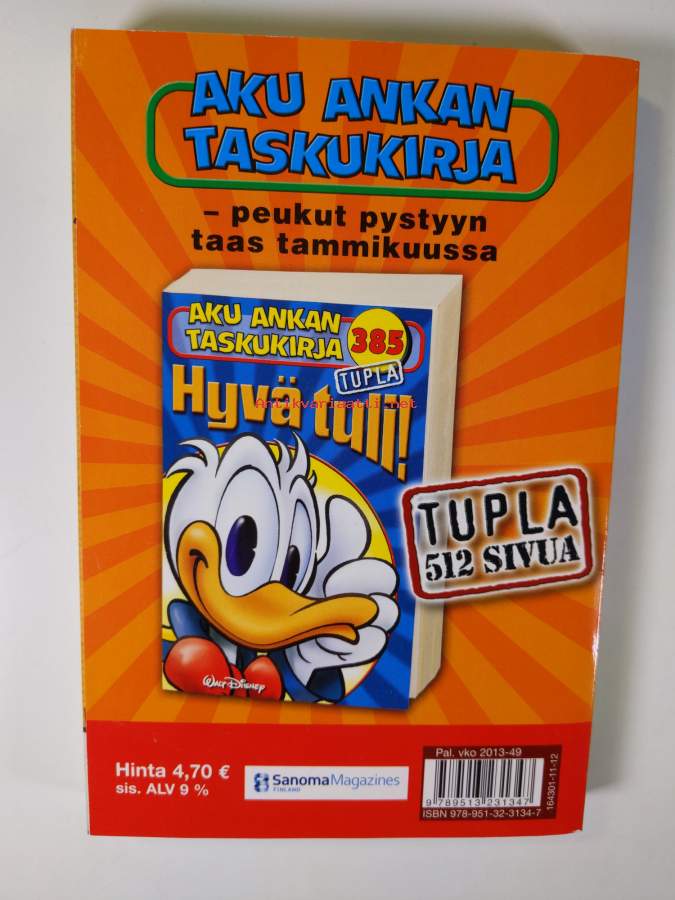 AKU ANKAN
TASKUKIRJA
– peukut pystyyn
taas tammikuussa
AKU ANKAN
TASKUKIRJA
385
TUPLA
Hyvä tuli!
Antikvariaatti.net
TUPLA
512 SIVUA
WALT DISNEY
Hinta 4,70 €
sis. ALV 9 %
SanomaMagazines
FINLAND
Pal. vko 2013-49
9 789513 231347
ISBN 978-951-32-3134-7
164301-11-12